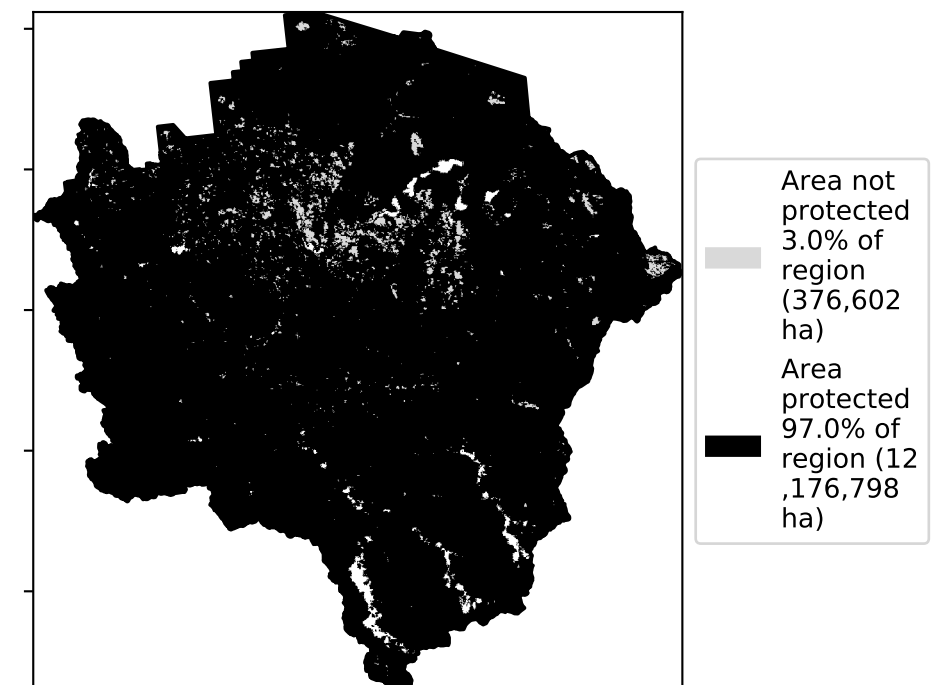 Area not
protected
3.0% of
region
(376,602
ha)
Area
protected
97.0% of
region (12
,176,798
ha)